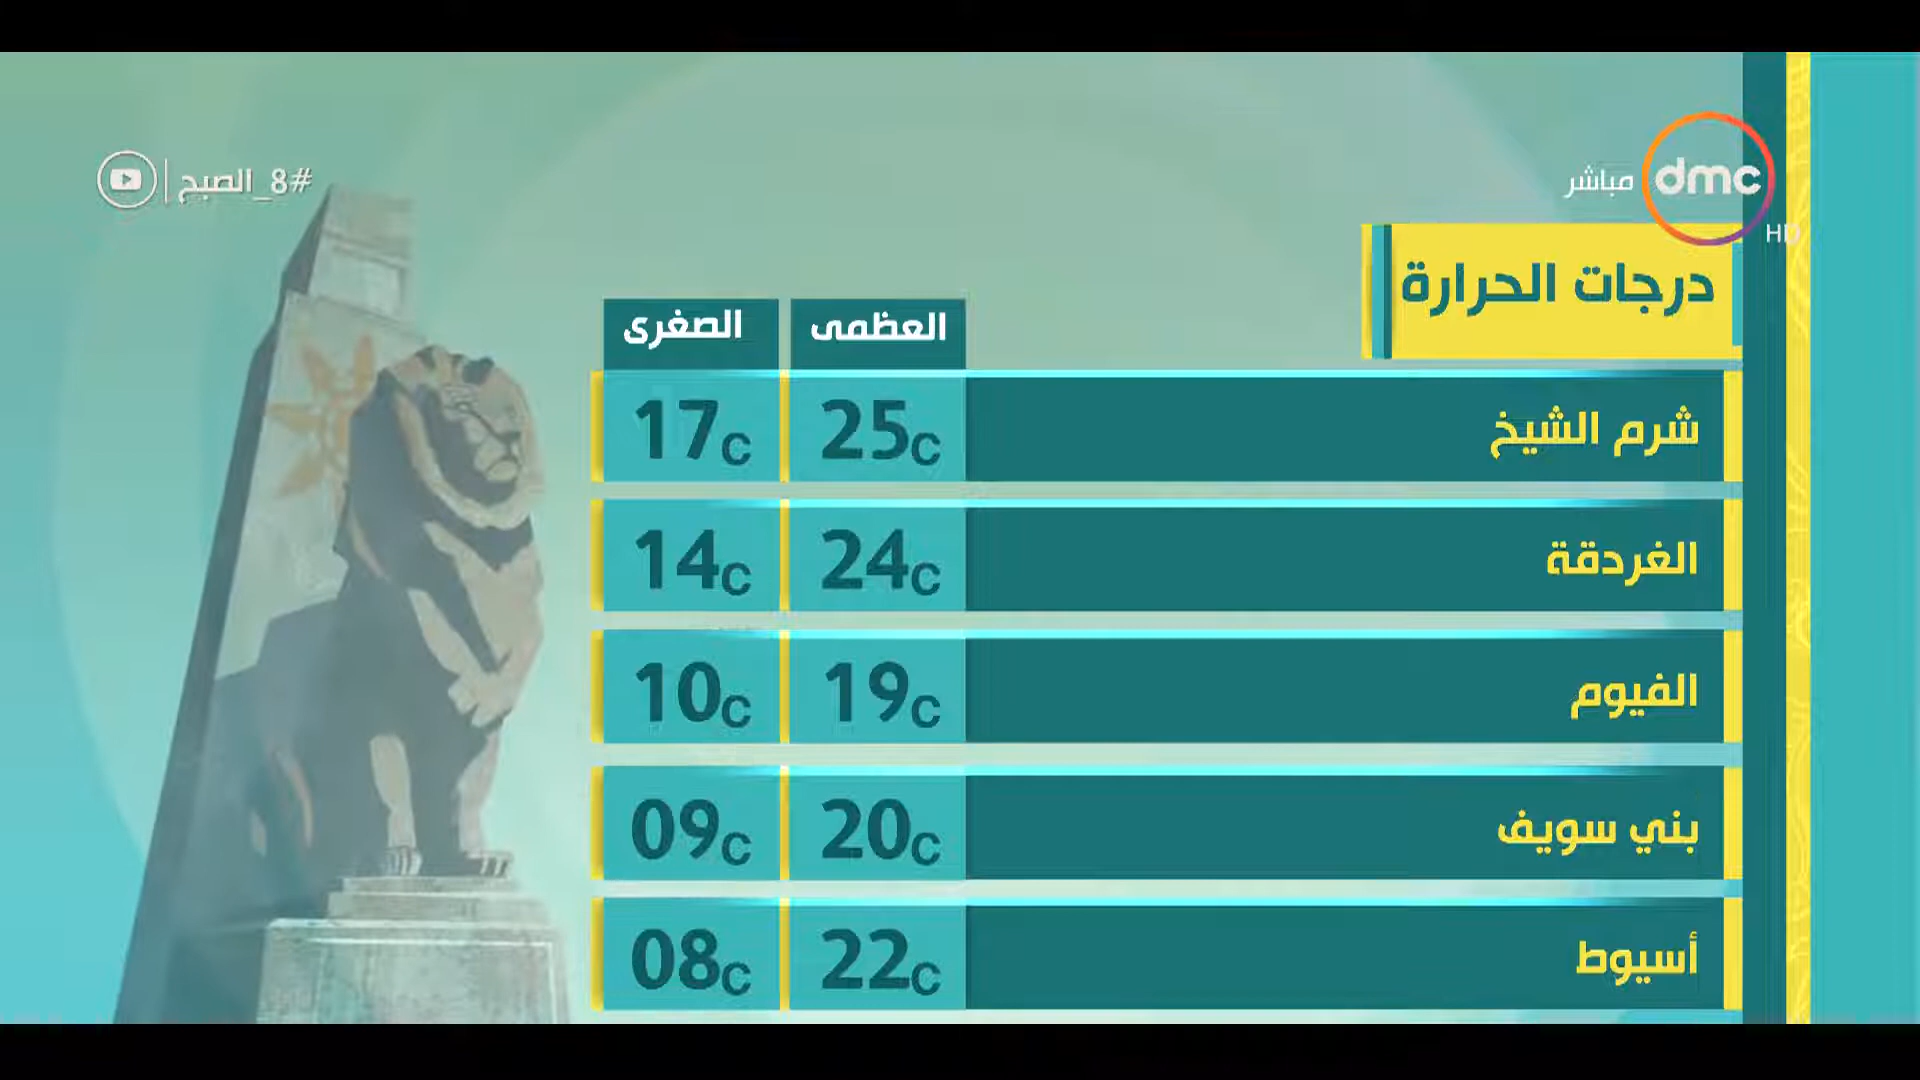 dmc
مباشر
HD
#8_الصبح
درجات الحرارة
العظمى الصغرى
شرم الشيخ 25c 17c
الغردقة 24c 14c
الفيوم 19c 10c
بني سويف 20c 09c
أسيوط 22c 08c